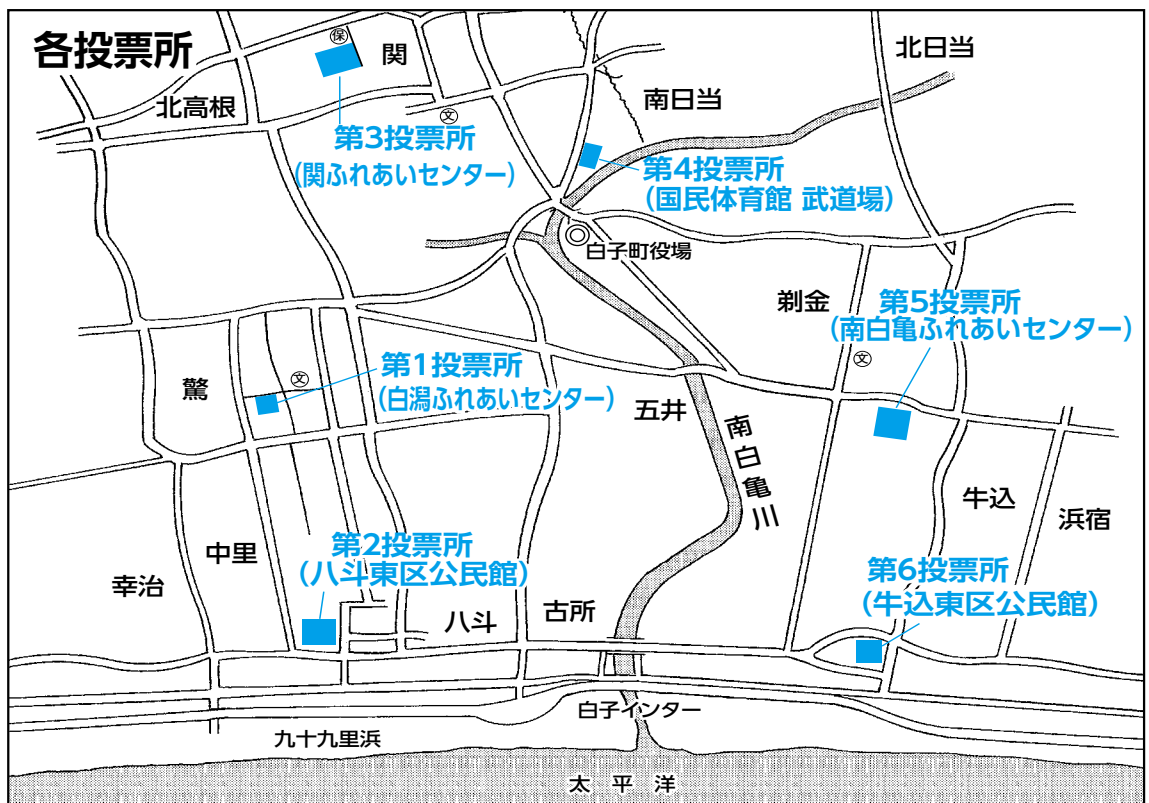 各投票所
保
関
北日当
北高根
南日当
文
第3投票所
(関ふれあいセンター)
第4投票所
(国民体育館 武道場)
白子町役場
剃金
第5投票所
(南白亀ふれあいセンター)
文
第1投票所
(白潟ふれあいセンター)
文
驚
五井
南白亀川
牛込
浜宿
中里
第2投票所
(八斗東区公民館)
幸治
八斗
古所
第6投票所
(牛込東区公民館)
白子インター
九十九里浜
太平洋